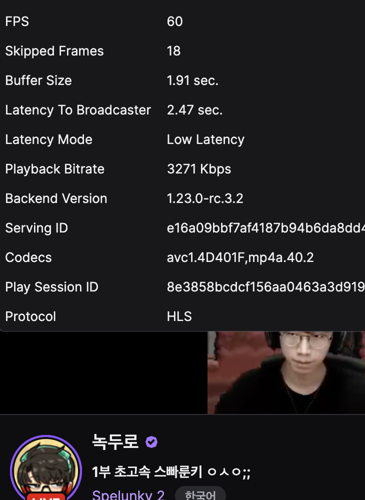 FPS 60
Skipped Frames 18
Buffer Size 1.91 sec.
Latency To Broadcaster 2.47 sec.
Latency Mode Low Latency
Playback Bitrate 3271 Kbps
Backend Version 1.23.0-rc.3.2
Serving ID e16a09bbf7af4187b94b6da8dd4
Codecs avc1.4D401F,mp4a.40.2
Play Session ID 8e3858bcdcf156aa0463a3d919
Protocol HLS
녹두로
1부 초고속 스빠룬키 ㅇㅅㅇ;;
Spelunky 2 한국어